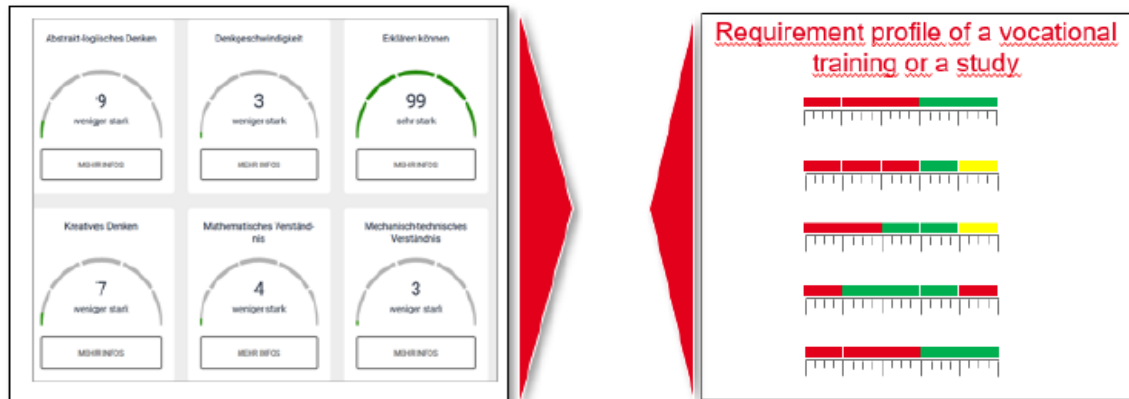 Abstrakt-logisches Denken
9
weniger stark
MEHR INFOS
Denkgeschwindigkeit
3
weniger stark
MEHR INFOS
Erklären können
99
sehr stark
MEHR INFOS
Kreatives Denken
7
weniger stark
MEHR INFOS
Mathematisches Verständ-
nis
4
weniger stark
MEHR INFOS
Mechanisch-technisches
Verständnis
3
weniger stark
MEHR INFOS
Requirement profile of a vocational
training or a study